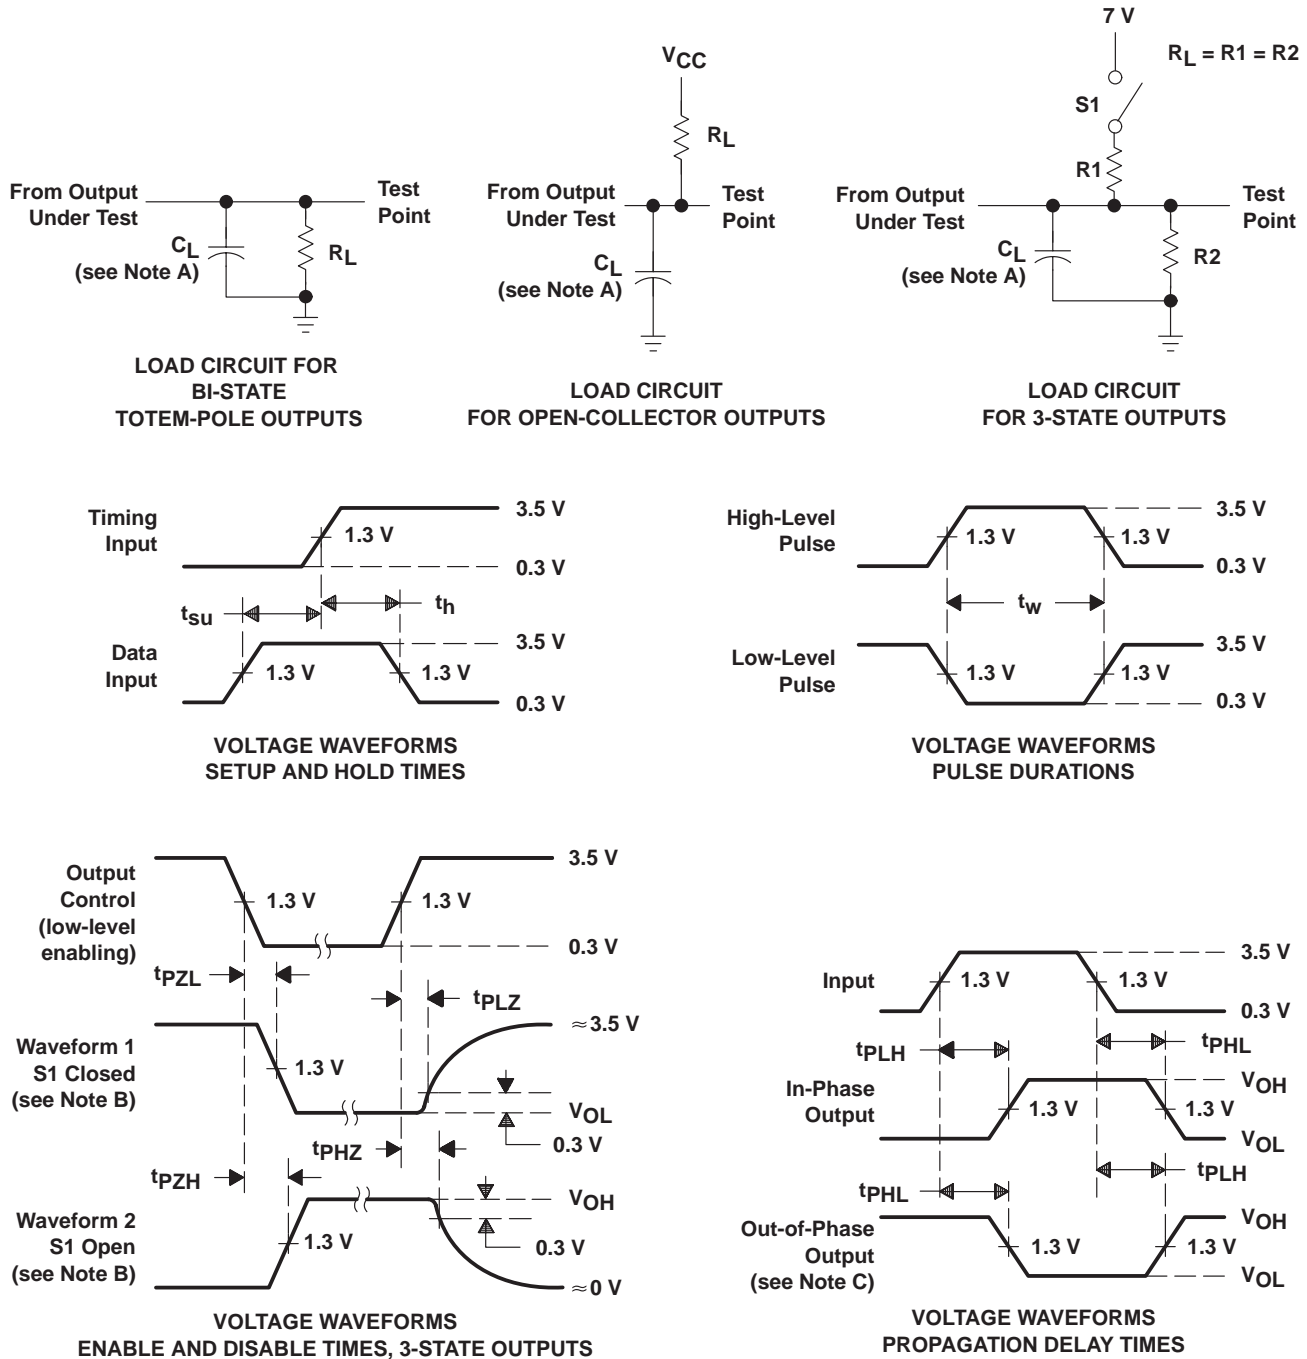 VCC
RL
From Output
Under Test
Test
Point
CL
(see Note A)
RL
LOAD CIRCUIT FOR
BI-STATE
TOTEM-POLE OUTPUTS
From Output
Under Test
Test
Point
CL
(see Note A)
LOAD CIRCUIT
FOR OPEN-COLLECTOR OUTPUTS
7 V
RL = R1 = R2
S1
R1
From Output
Under Test
Test
Point
CL
(see Note A)
R2
LOAD CIRCUIT
FOR 3-STATE OUTPUTS
Timing
Input
3.5 V
1.3 V
0.3 V
tsu
th
Data
Input
3.5 V
1.3 V
1.3 V
0.3 V
VOLTAGE WAVEFORMS
SETUP AND HOLD TIMES
High-Level
Pulse
3.5 V
1.3 V
1.3 V
0.3 V
tw
Low-Level
Pulse
3.5 V
1.3 V
1.3 V
0.3 V
VOLTAGE WAVEFORMS
PULSE DURATIONS
Output
Control
(low-level
enabling)
3.5 V
1.3 V
1.3 V
0.3 V
tPZL
tPLZ
Waveform 1
S1 Closed
(see Note B)
≈3.5 V
1.3 V
VOL
0.3 V
tPHZ
tPZH
Waveform 2
S1 Open
(see Note B)
VOH
1.3 V
0.3 V
≈0 V
VOLTAGE WAVEFORMS
ENABLE AND DISABLE TIMES, 3-STATE OUTPUTS
Input
3.5 V
1.3 V
1.3 V
0.3 V
tPLH
tPHL
In-Phase
Output
VOH
1.3 V
1.3 V
VOL
tPHL
tPLH
Out-of-Phase
Output
(see Note C)
VOH
1.3 V
1.3 V
VOL
VOLTAGE WAVEFORMS
PROPAGATION DELAY TIMES